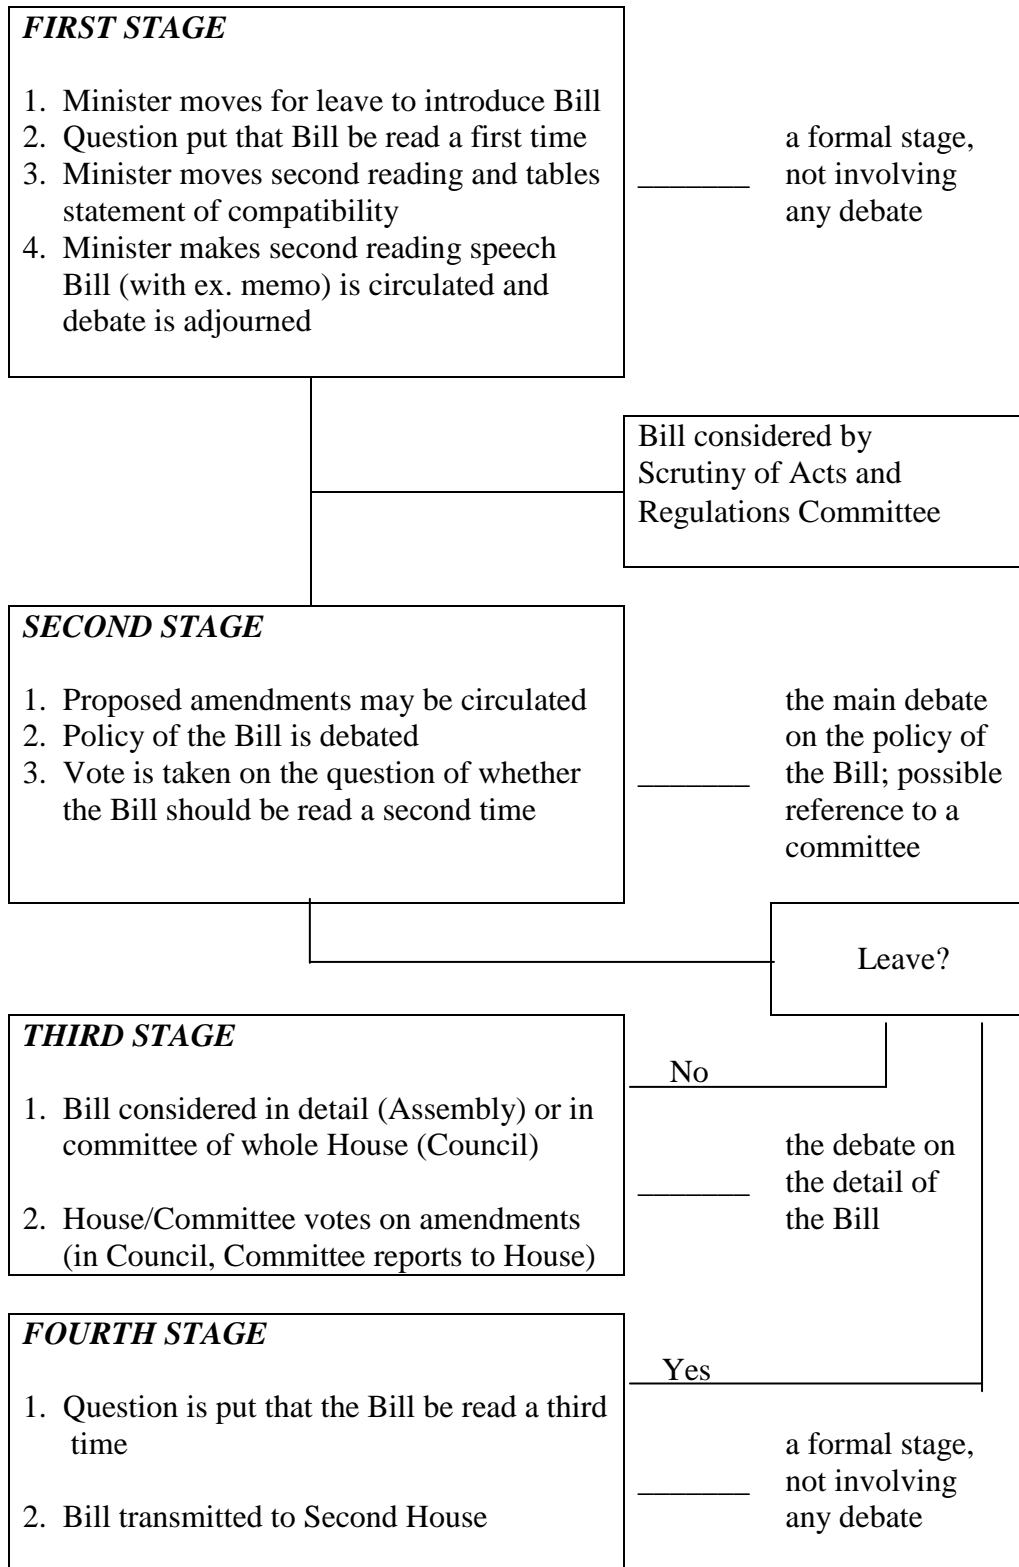 FIRST STAGE
1. Minister moves for leave to introduce Bill
2. Question put that Bill be read a first time
3. Minister moves second reading and tables
statement of compatibility
4. Minister makes second reading speech
Bill (with ex. memo) is circulated and
debate is adjourned
_______
a formal stage,
not involving
any debate
Bill considered by
Scrutiny of Acts and
Regulations Committee
SECOND STAGE
1. Proposed amendments may be circulated
2. Policy of the Bill is debated
3. Vote is taken on the question of whether
the Bill should be read a second time
_______
the main debate
on the policy of
the Bill; possible
reference to a
committee
Leave?
THIRD STAGE
1. Bill considered in detail (Assembly) or in
committee of whole House (Council)
2. House/Committee votes on amendments
(in Council, Committee reports to House)
No
_______
the debate on
the detail of
the Bill
FOURTH STAGE
1. Question is put that the Bill be read a third
time
2. Bill transmitted to Second House
Yes
_______
a formal stage,
not involving
any debate